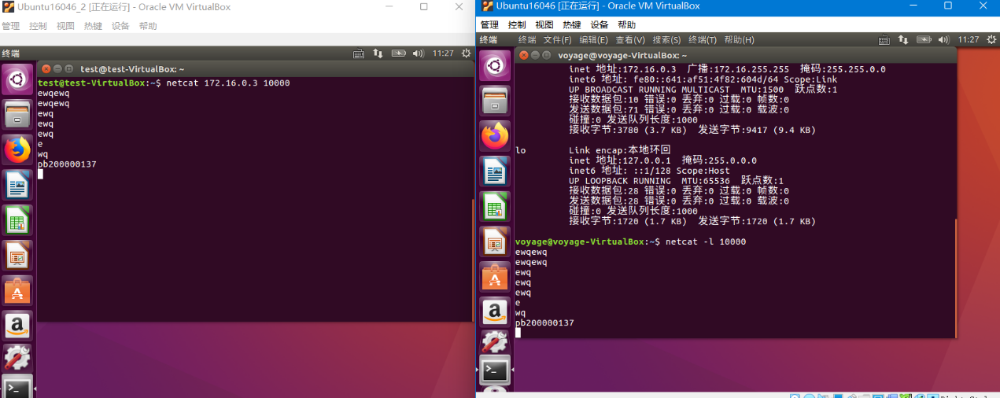 Ubuntu16046_2 [正在运行] - Oracle VM VirtualBox
管理 控制 视图 热键 设备 帮助
终端 11:27
test@test-VirtualBox: ~
test@test-VirtualBox:~$ netcat 172.16.0.3 10000
ewqewq
ewqewq
ewq
ewq
ewq
e
wq
pb200000137
Ubuntu16046 [正在运行] - Oracle VM VirtualBox
管理 控制 视图 热键 设备 帮助
终端 终端 文件(F) 编辑(E) 查看(V) 搜索(S) 终端(T) 帮助(H) 11:27
voyage@voyage-VirtualBox: ~
inet 地址:172.16.0.3 广播:172.16.255.255 掩码:255.255.0.0
inet6 地址: fe80::641:af51:4f82:604d/64 Scope:Link
UP BROADCAST RUNNING MULTICAST MTU:1500 跃点数:1
接收数据包:10 错误:0 丢弃:0 过载:0 帧数:0
发送数据包:71 错误:0 丢弃:0 过载:0 载波:0
碰撞:0 发送队列长度:1000
接收字节:3780 (3.7 KB) 发送字节:9417 (9.4 KB)
lo Link encap:本地环回
inet 地址:127.0.0.1 掩码:255.0.0.0
inet6 地址: ::1/128 Scope:Host
UP LOOPBACK RUNNING MTU:65536 跃点数:1
接收数据包:28 错误:0 丢弃:0 过载:0 帧数:0
发送数据包:28 错误:0 丢弃:0 过载:0 载波:0
碰撞:0 发送队列长度:1000
接收字节:1720 (1.7 KB) 发送字节:1720 (1.7 KB)
voyage@voyage-VirtualBox:~$ netcat -l 10000
ewqewq
ewqewq
ewq
ewq
ewq
e
wq
pb200000137